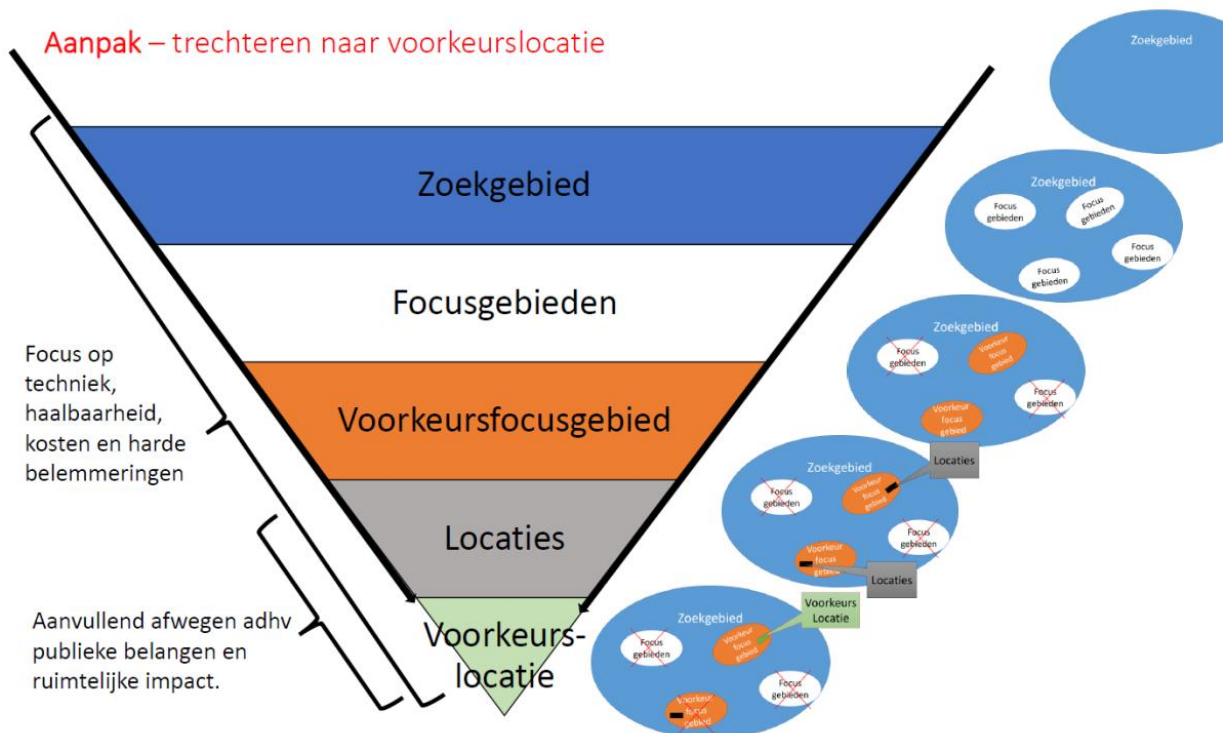 Aanpak – trechteren naar voorkeurslocatie
Zoekgebied
Focusgebieden
Voorkeursfocusgebied
Locaties
Voorkeurs-
locatie
Focus op
techniek,
haalbaarheid,
kosten en harde
belemmeringen
Aanvullend afwegen adhv
publieke belangen en
ruimtelijke impact.
Zoekgebied
Zoekgebied
Focus
gebieden
Focus
gebieden
Focus
gebieden
Focus
gebieden
Zoekgebied
Focus
gebieden
Voorkeur
focus
gebied
Focus
gebieden
Voorkeur
focus
gebied
Locaties
Zoekgebied
Focus
gebieden
Voorkeur
focus
gebied
Focus
gebieden
Voorkeur
focus
gebied
Locaties
Voorkeurs
Locatie
Zoekgebied
Focus
gebieden
Voorkeur
focus
gebied
Focus
gebieden
Voorkeur
focus
gebied